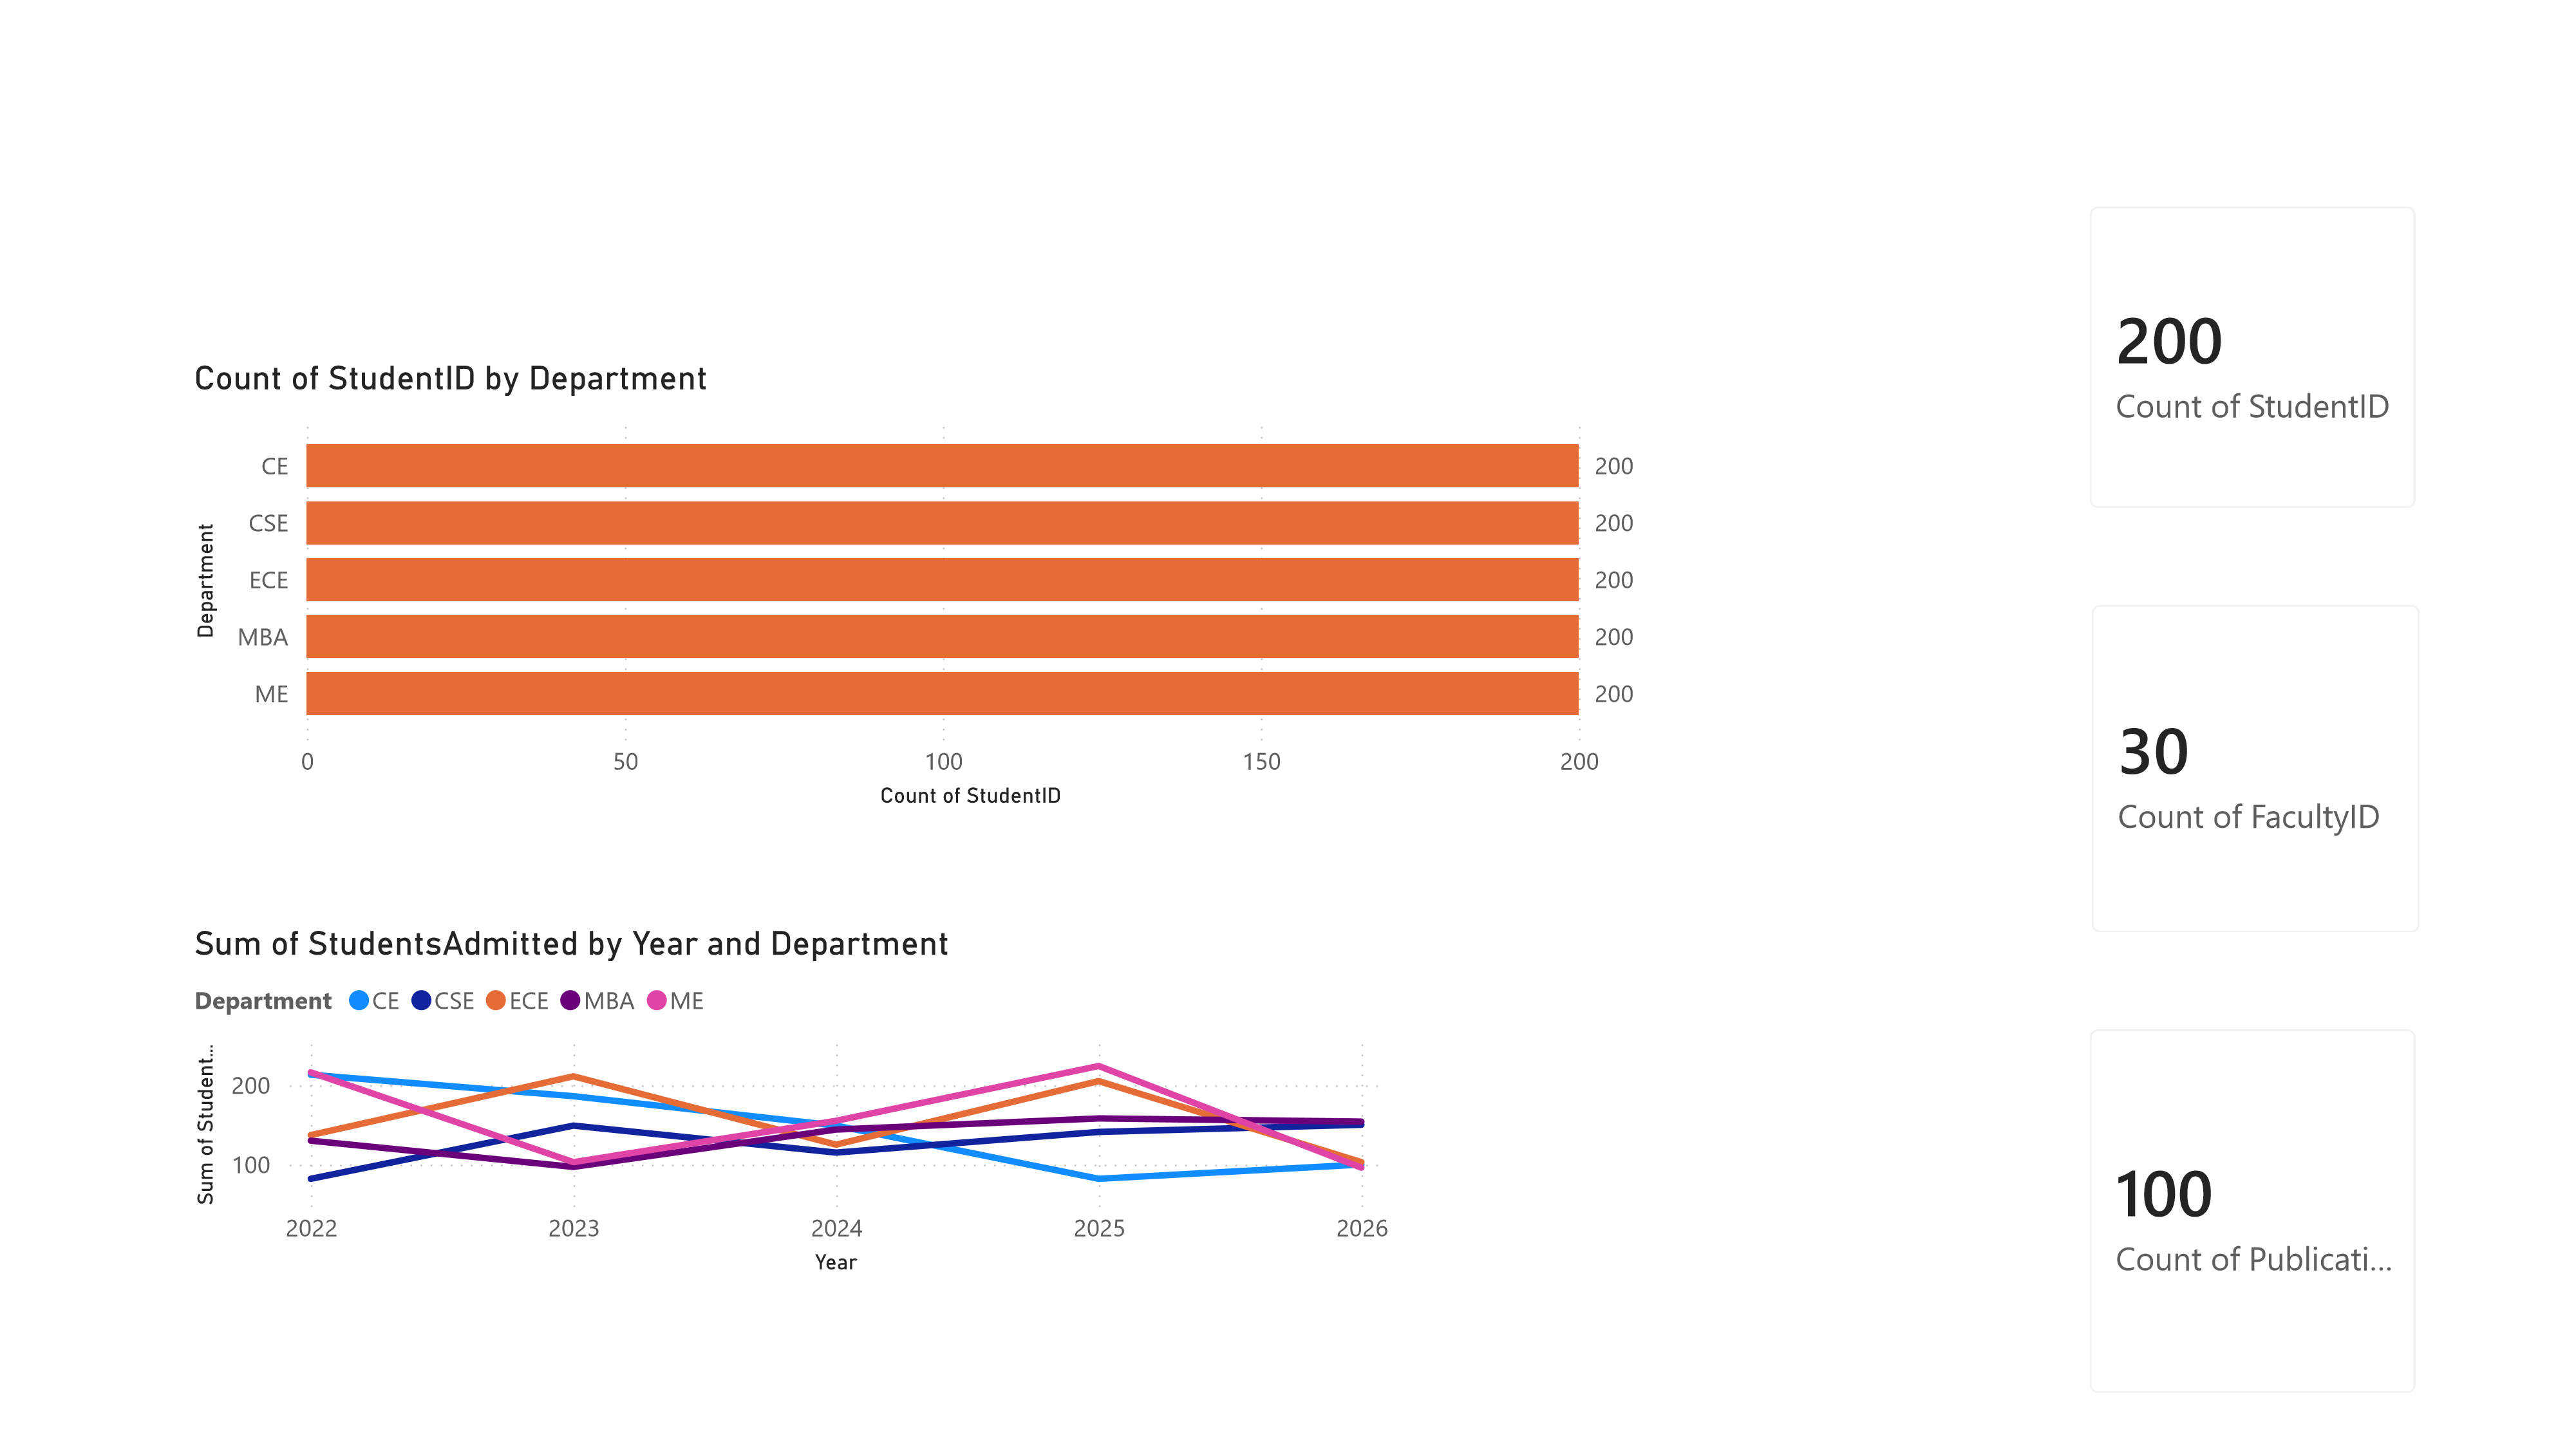 Count of StudentID by Department
Department
CE 200
CSE 200
ECE 200
MBA 200
ME 200
0 50 100 150 200
Count of StudentID
Sum of StudentsAdmitted by Year and Department
Department CE CSE ECE MBA ME
Sum of Student...
200
100
2022 2023 2024 2025 2026
Year
200
Count of StudentID
30
Count of FacultyID
100
Count of Publicati...